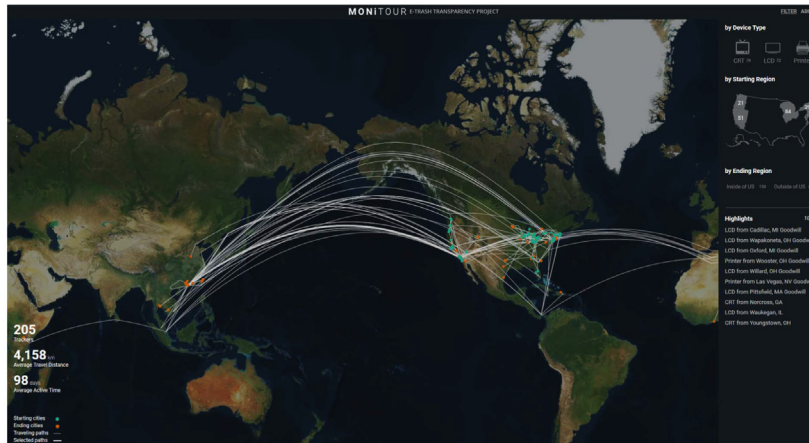 MONiTOUR E-TRASH TRANSPARENCY PROJECT
FILTER
by Device Type
CRT
LCD
by Starting Region
21
51
94
by Ending Region
Inside of US
Outside of US
Highlights
LCD from Cadillac, MI Goodwill
LCD from Wapakoneta, OH
LCD from Oxford, MI Goodwill
Printer from Wooster, OH Goodwill
LCD from Willard, OH Goodwill
Printer from Las Vegas, NV
LCD from Pittsfield, MA Goodwill
CRT from Norcross, GA
LCD from Waukegan, IL
CRT from Youngstown, OH
205
Trackers
4,158 km
Average Travel Distance
98 days
Average Active Time
Starting cities
Ending cities
Traveling paths
Selected paths